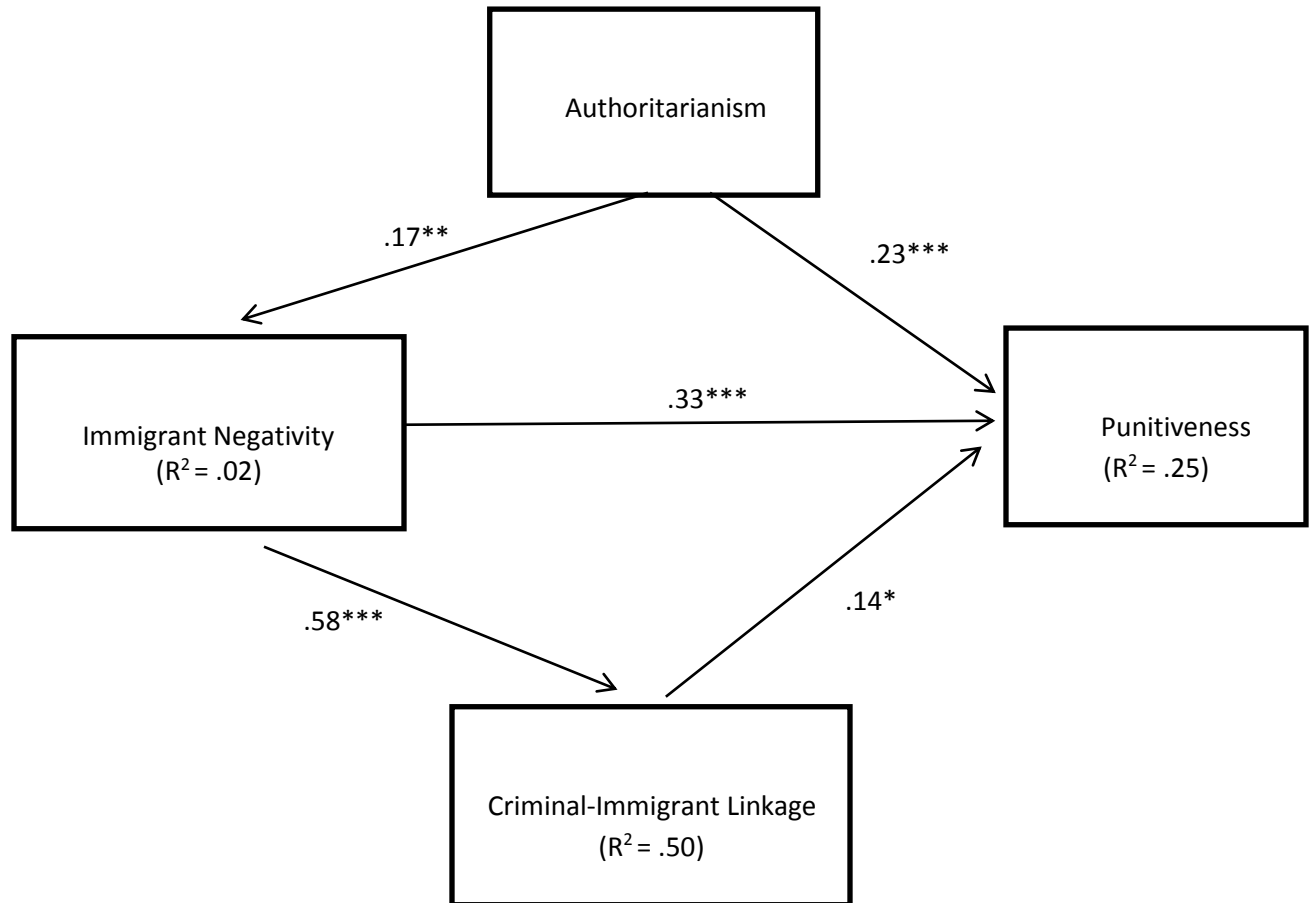 Authoritarianism
.17**
.23***
Immigrant Negativity
(R² = .02)
.33***
Punitiveness
(R² = .25)
.58***
.14*
Criminal-Immigrant Linkage
(R² = .50)